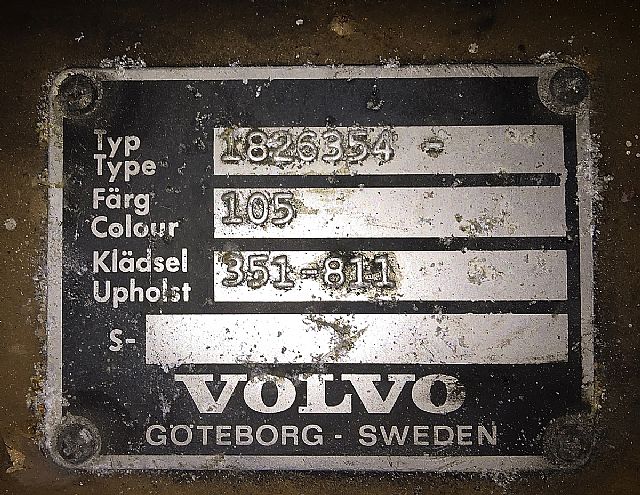 Typ
Type 1826354 -
Färg
Colour 105
Klädsel
Upholst 351-811
S-
VOLVO
GÖTEBORG - SWEDEN